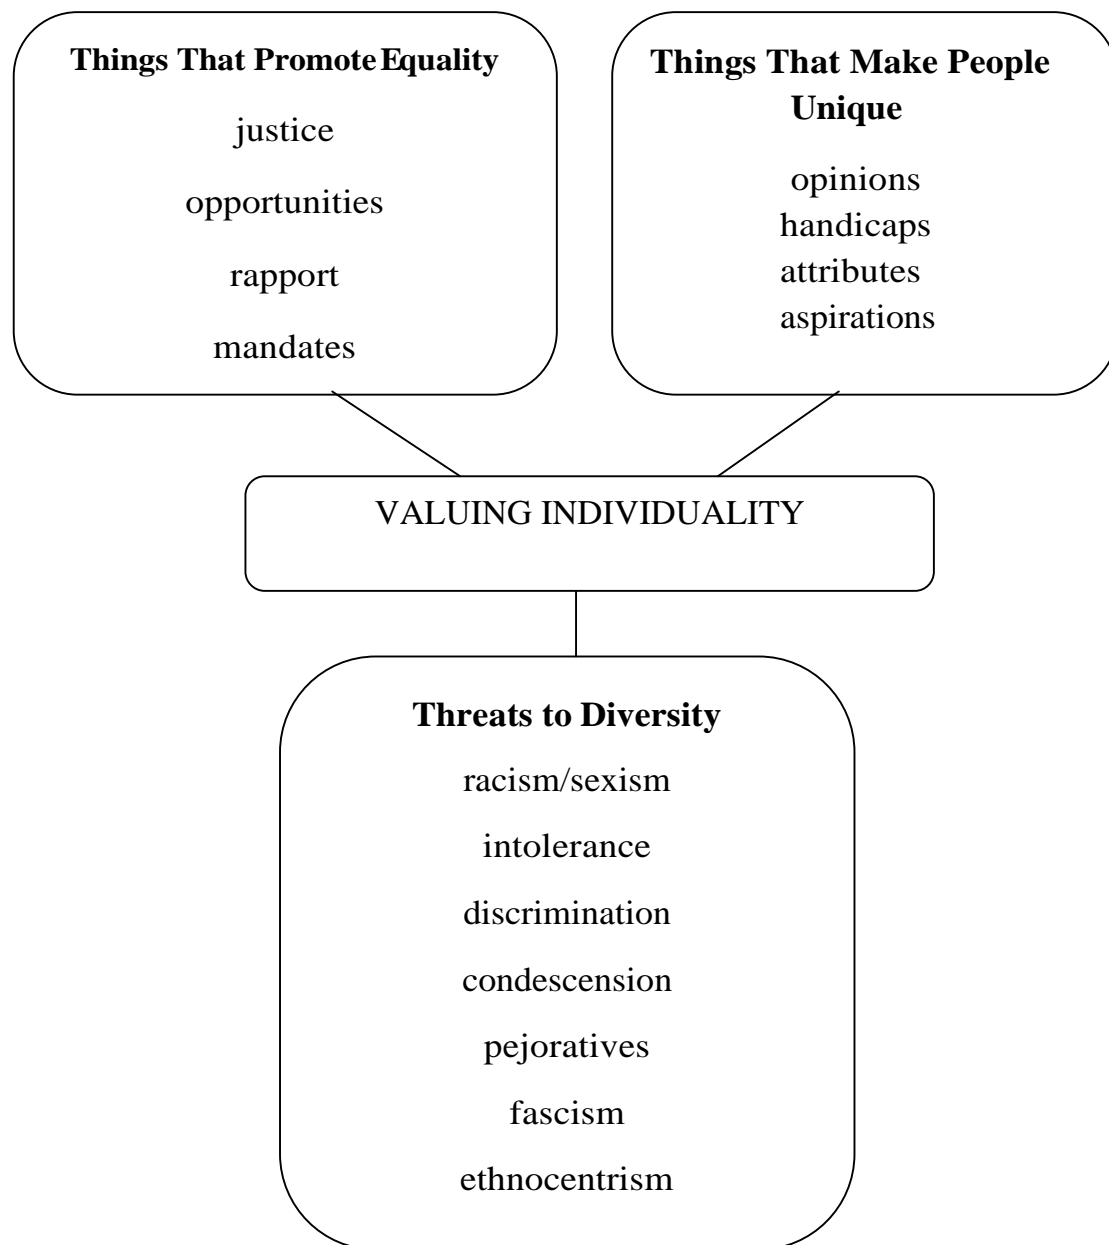 Things That Promote Equality
justice
opportunities
rapport
mandates
Things That Make People
Unique
opinions
handicaps
attributes
aspirations
VALUING INDIVIDUALITY
Threats to Diversity
racism/sexism
intolerance
discrimination
condescension
pejoratives
fascism
ethnocentrism